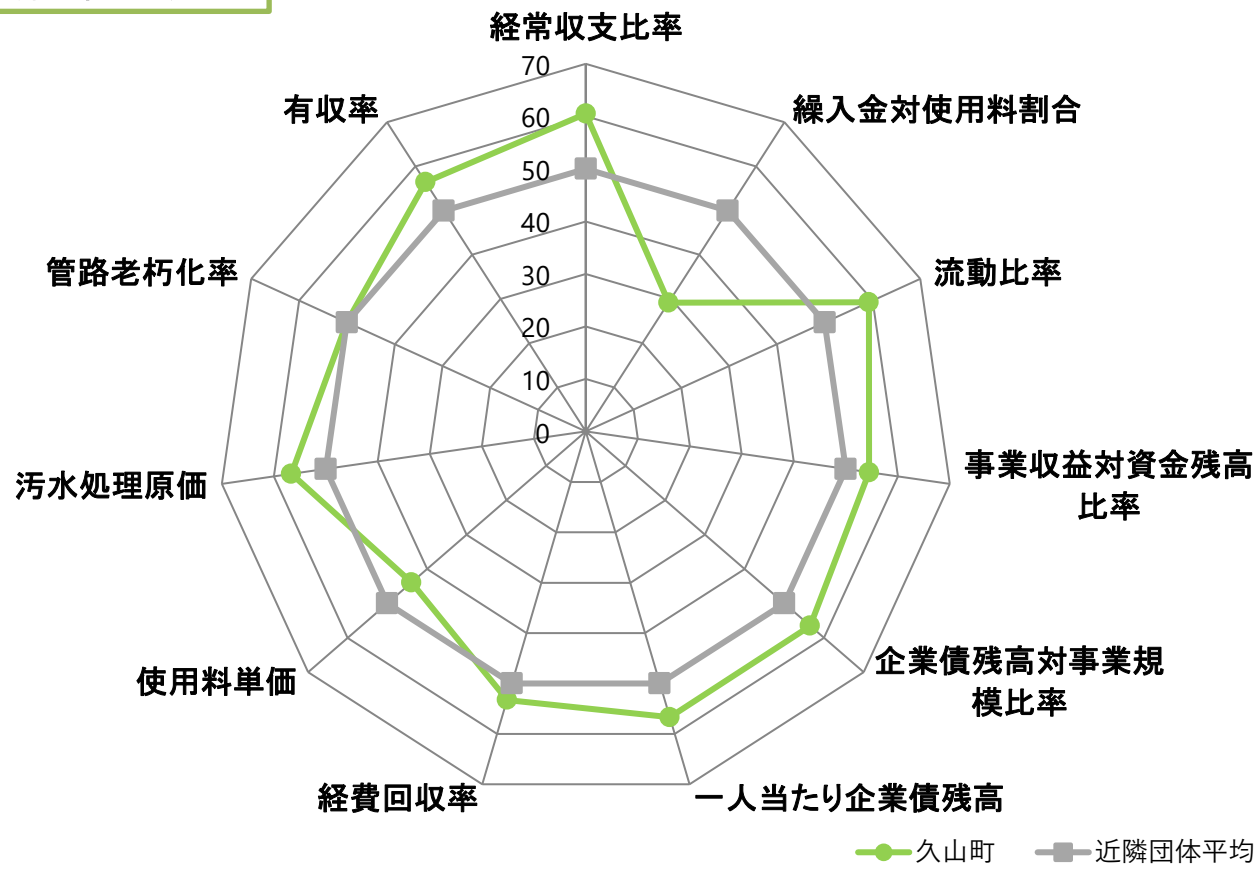 経常収支比率
70
有収率
繰入金対使用料割合
60
50
40
管路老朽化率
流動比率
30
20
10
0
汚水処理原価
事業収益対資金残高
比率
使用料単価
企業債残高対事業規
模比率
経費回収率
一人当たり企業債残高
久山町
近隣団体平均